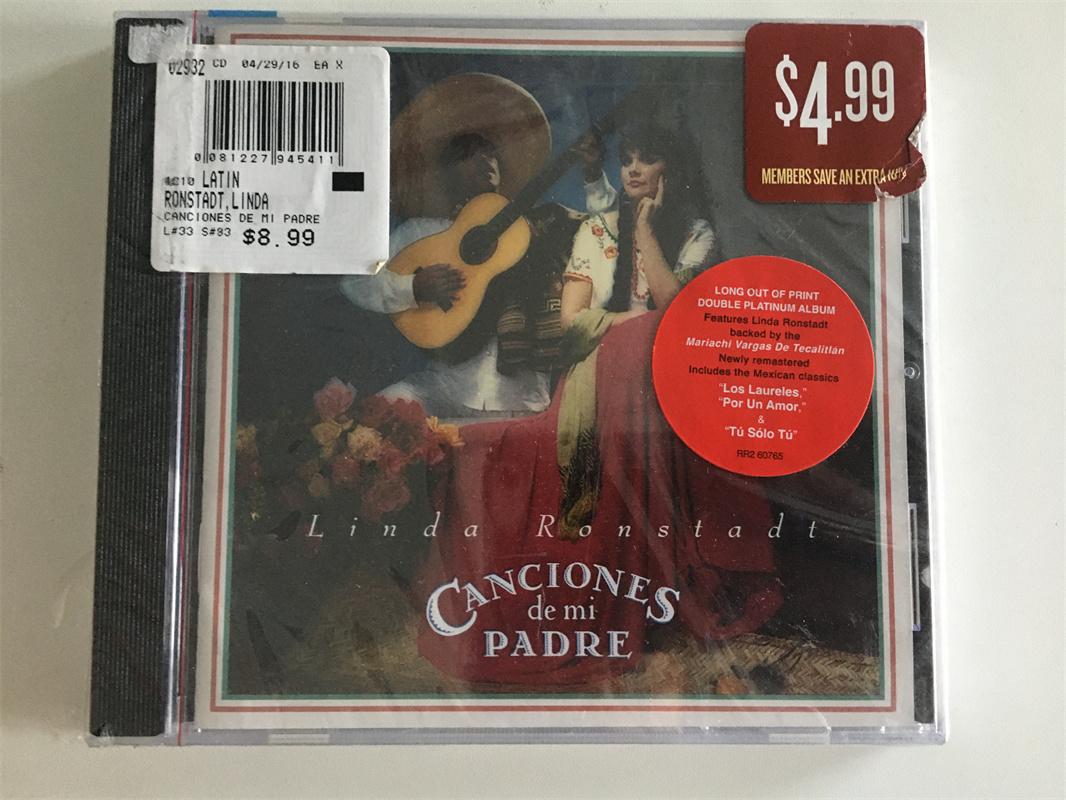 02932 CD 04/29/16 EA X
0 081227 945411
4C10 LATIN
RONSTADT,LINDA
CANCIONES DE MI PADRE
L#33 S#33 $8.99
$4.99
MEMBERS SAVE AN EXTRA
LONG OUT OF PRINT
DOUBLE PLATINUM ALBUM
Features Linda Ronstadt
backed by the
Mariachi Vargas De Tecalitlán
Newly remastered
Includes the Mexican classics
“Los Laureles,”
“Por Un Amor,”
&
“Tú Sólo Tú”
RR2 60765
Linda Ronstadt
CANCIONES
de mi
PADRE